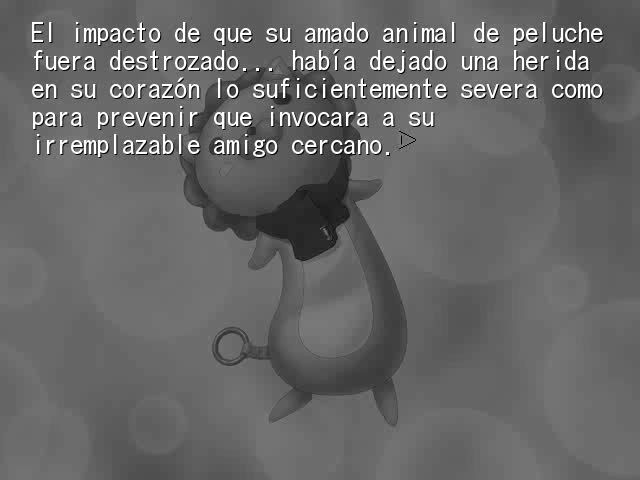 El impacto de que su amado animal de peluche
fuera destrozado... había dejado una herida
en su corazón lo suficientemente severa como
para prevenir que invocara a su
irremplazable amigo cercano.